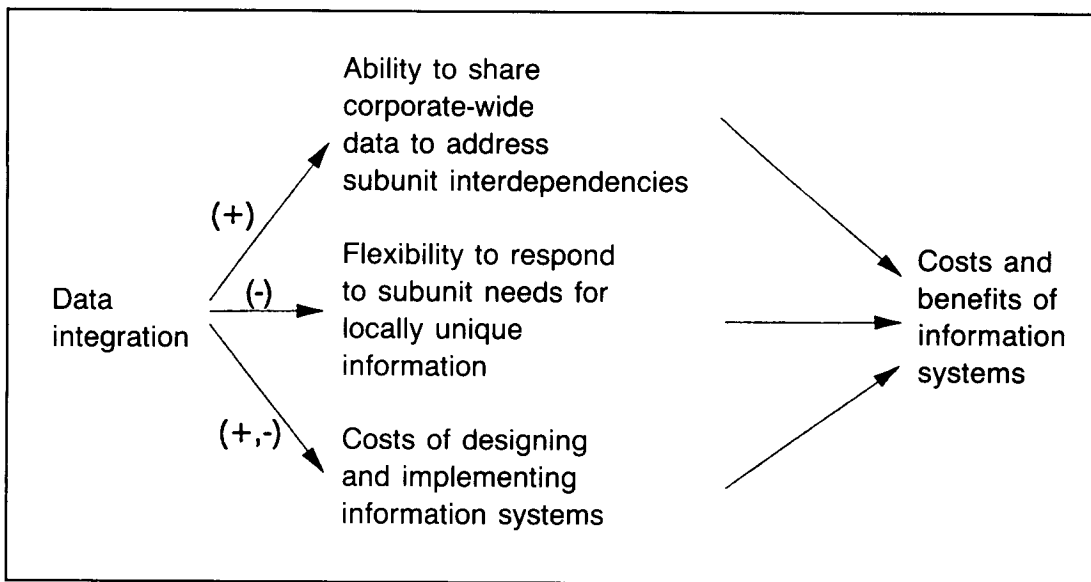 Ability to share
corporate-wide
data to address
subunit interdependencies
(+)
Data
integration
(-)
Flexibility to respond
to subunit needs for
locally unique
information
(+,-)
Costs of designing
and implementing
information systems
Costs and
benefits of
information
systems